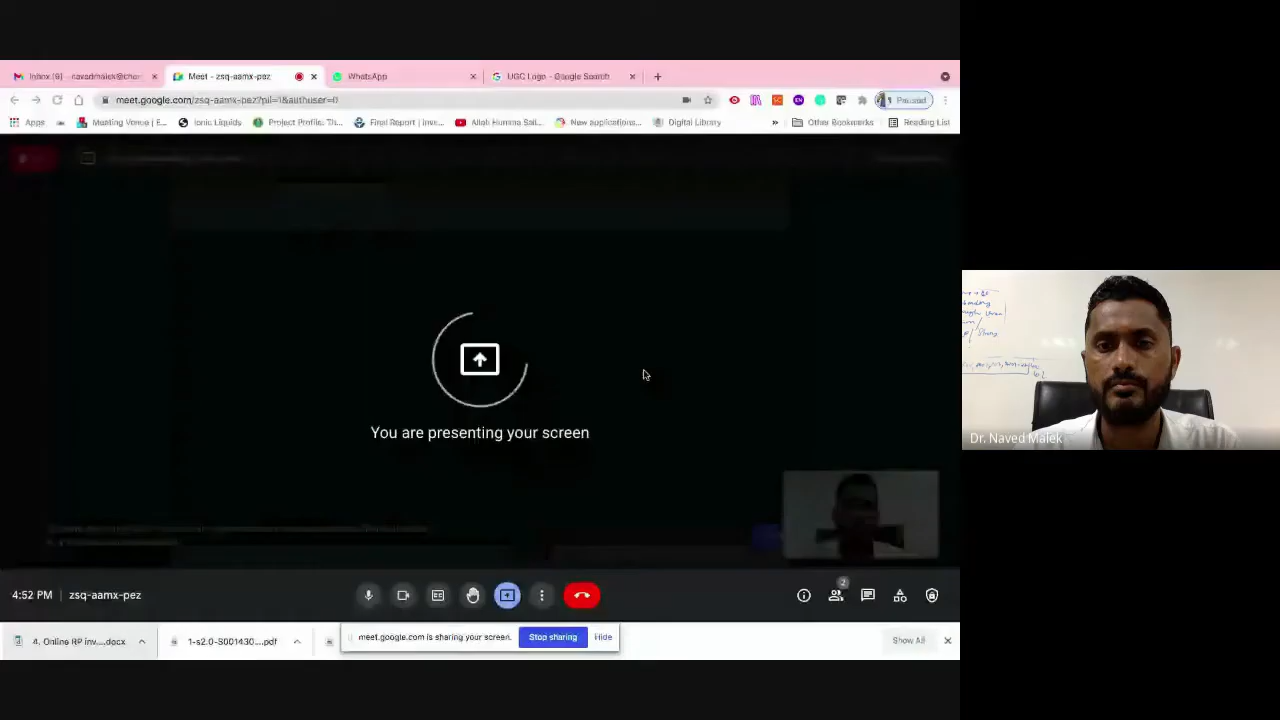 Inbox (6) - navedmalek@char
Meet - zsq-aamx-pez
WhatsApp
UGC Logo - Google Search
meet.google.com/zsq-aamx-pez?pli=1&authuser=0
Paused
Apps
Meeting Venue | E...
Ionic Liquids
Project Profile. Th...
Final Report | Inve...
Allah Humma Sall...
New applications...
Digital Library
»
Other Bookmarks
Reading List
You are presenting your screen
Dr. Naved Malek
4:52 PM | zsq-aamx-pez
2
meet.google.com is sharing your screen.
Stop sharing
Hide
4. Online RP inv....docx
1-s2.0-S001430....pdf
Show All